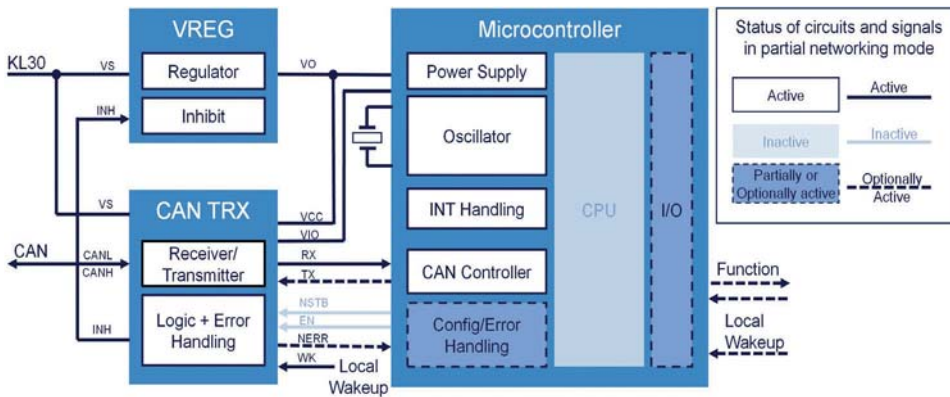 VREG
Microcontroller
Status of circuits and signals
in partial networking mode
KL30
VS
Regulator
VO
Power Supply
Active
Active
INH
Inhibit
Oscillator
Inactive
Inactive
Partially or
Optionally active
Optionally
Active
VS
CAN TRX
VCC
VIO
INT Handling
CPU
I/O
CAN
CANL
CANH
Receiver/
Transmitter
RX
TX
CAN Controller
Function
INH
Logic + Error
Handling
NSTB
EN
NERR
WK
Config/Error
Handling
Local
Wakeup
Local
Wakeup